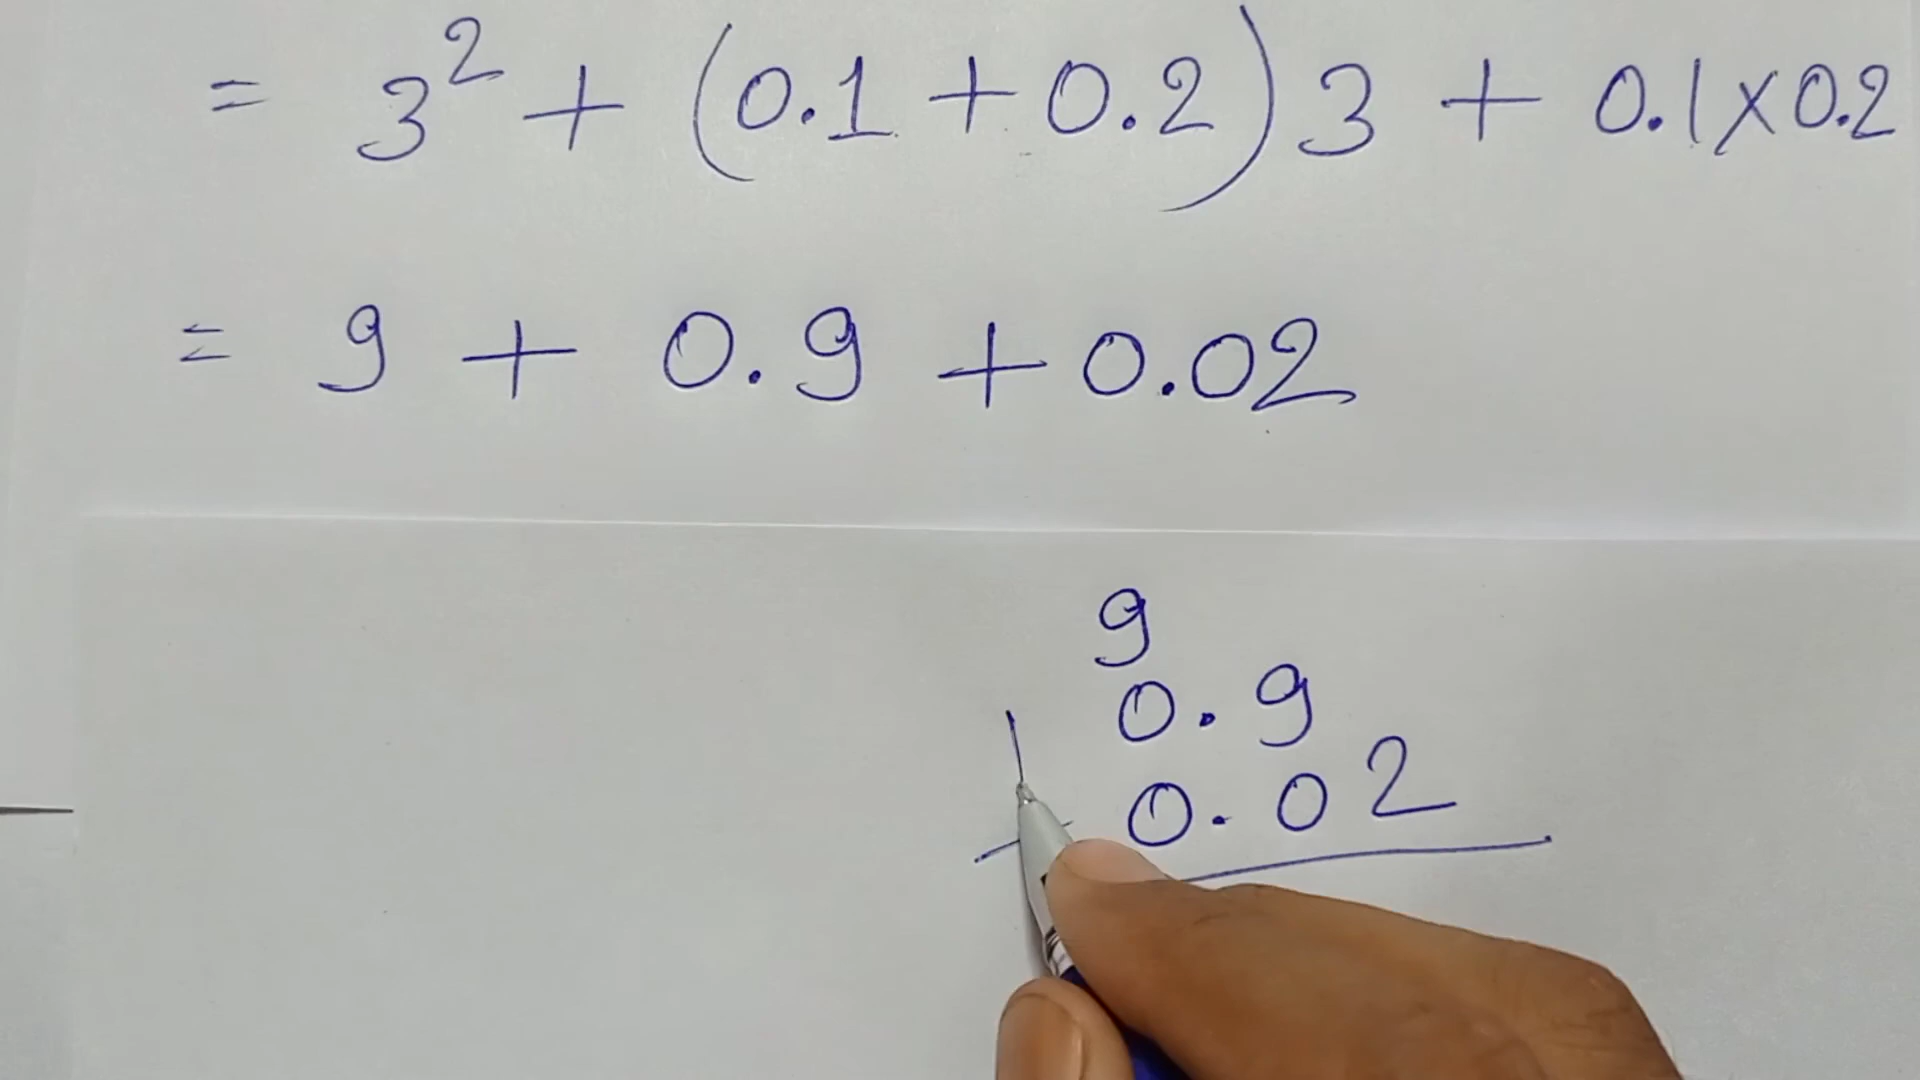 = 3² + (0.1 + 0.2) 3 + 0.1 × 0.2
= 9 + 0.9 + 0.02
9
0.9
+ 0.02